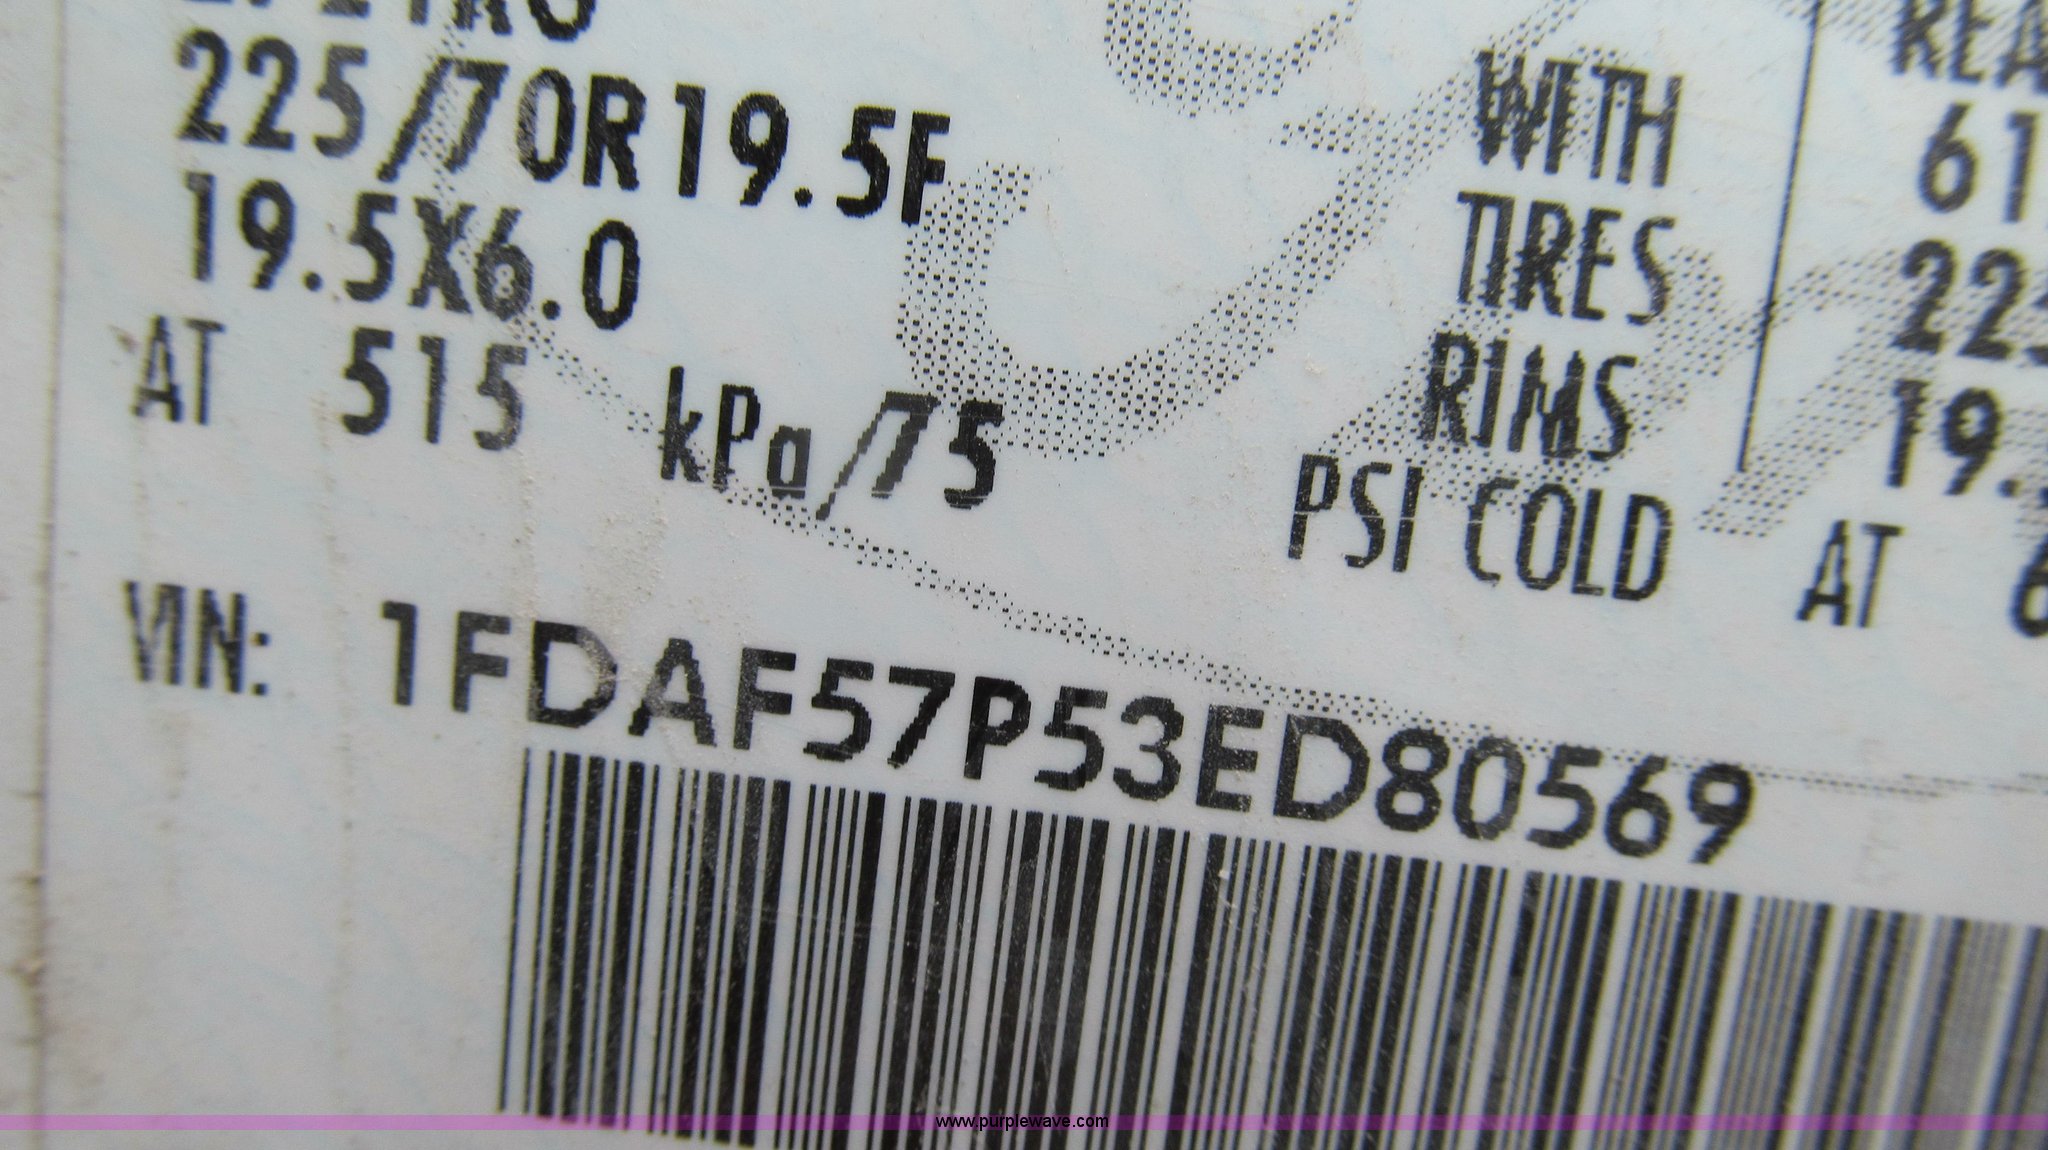 225/70R19.5F
19.5X6.0
AT 515 kPa/75
WITH
TIRES
RIMS
PSI COLD
AT
VIN: 1FDAF57P53ED80569
www.purplewave.com